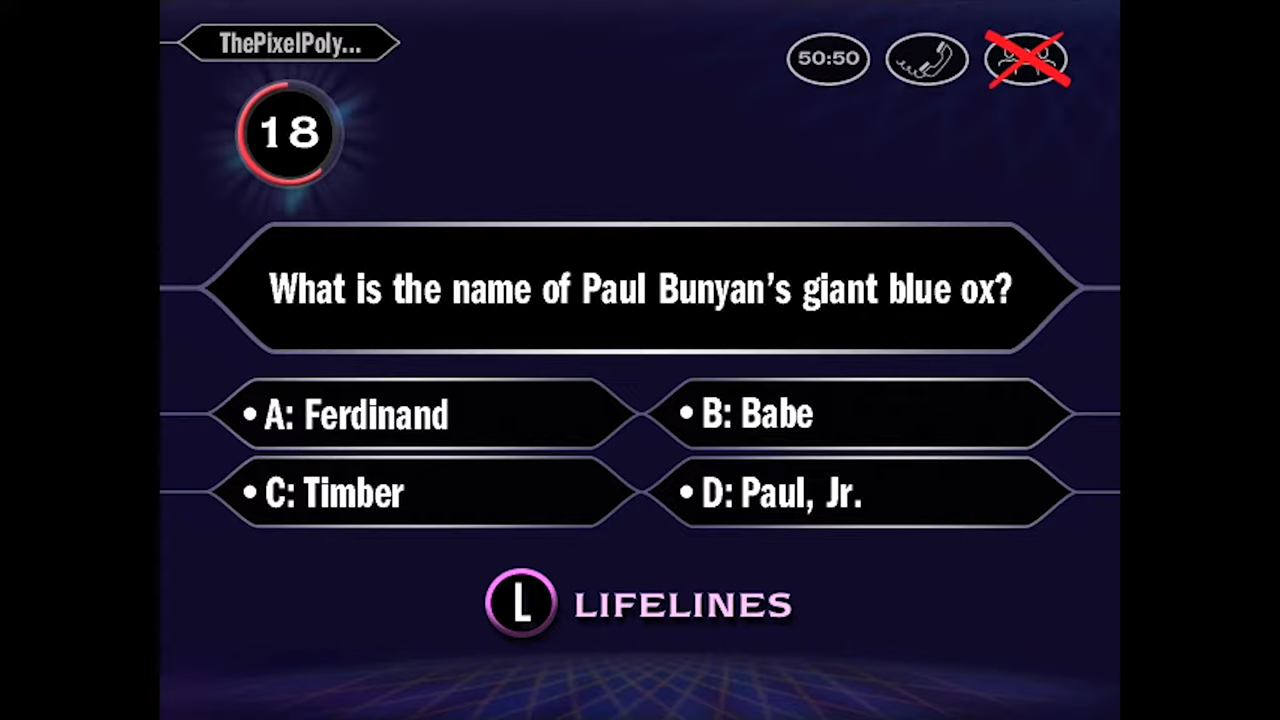 ThePixelPoly...
50:50
18
What is the name of Paul Bunyan's giant blue ox?
• A: Ferdinand
• B: Babe
• C: Timber
• D: Paul, Jr.
L LIFELINES